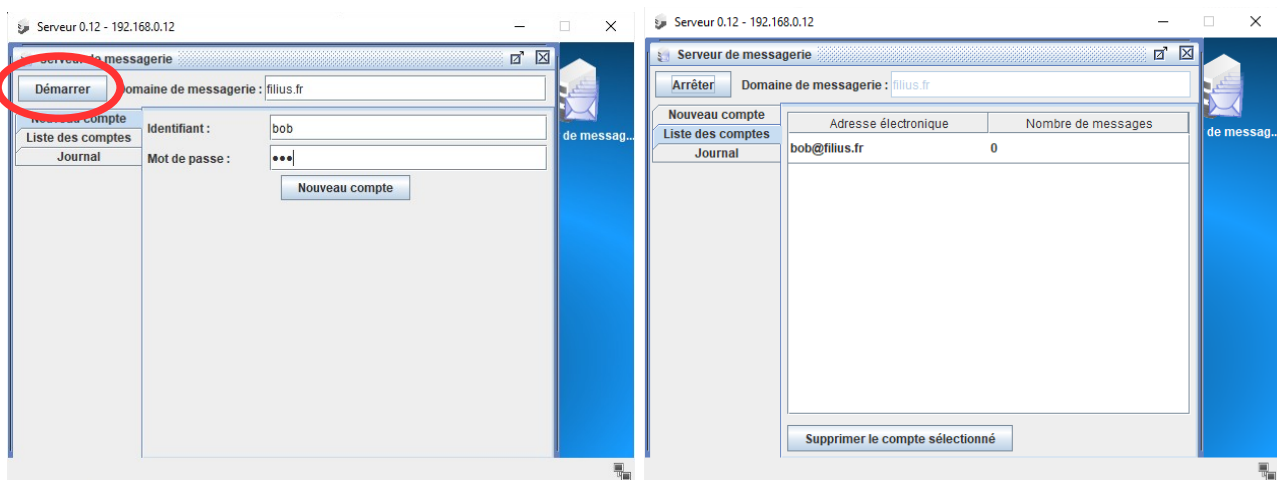 Serveur 0.12 - 192.168.0.12
Serveur de messagerie
Démarrer Domaine de messagerie : filius.fr
Nouveau compte
Liste des comptes
Journal
Identifiant : bob
Mot de passe : •••
Nouveau compte
de messag...
Serveur 0.12 - 192.168.0.12
Serveur de messagerie
Arrêter Domaine de messagerie : filius.fr
Nouveau compte
Liste des comptes
Journal
Adresse électronique Nombre de messages
bob@filius.fr 0
Supprimer le compte sélectionné
de messag..